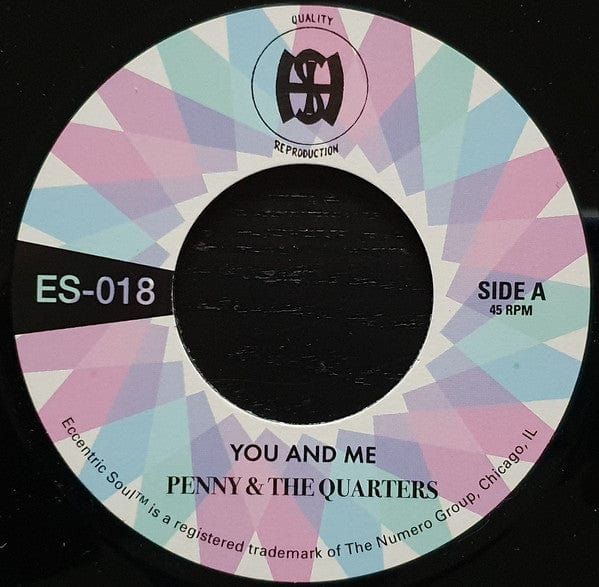 QUALITY
REPRODUCTION
ES-018
SIDE A
45 RPM
YOU AND ME
PENNY & THE QUARTERS
Eccentric Soul™ is a registered trademark of The Numero Group, Chicago, IL